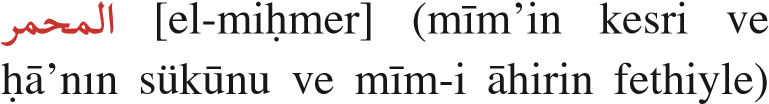 المحمر [el-miḥmer] (mīm’in kesri ve
ḥā’nın sükūnu ve mīm-i āhirin fethiyle)